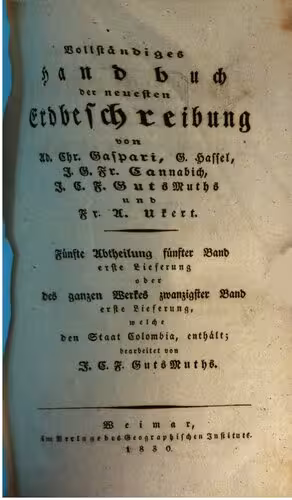 Vollständiges
Handbuch
der neuesten
Erdbeschreibung
von
Ad. Chr. Gaspari, G. Hassel,
J. G. Fr. Cannabich,
J. C. F. GutsMuths
und
Fr. A. Ukert.
Fünfte Abtheilung fünfter Band
erste Lieferung
oder
des ganzen Werkes zwanzigster Band
erste Lieferung,
welche
den Staat Colombia, enthält;
bearbeitet von
J. C. F. GutsMuths.
Weimar,
im Verlage des Geographischen Instituts.
1830.